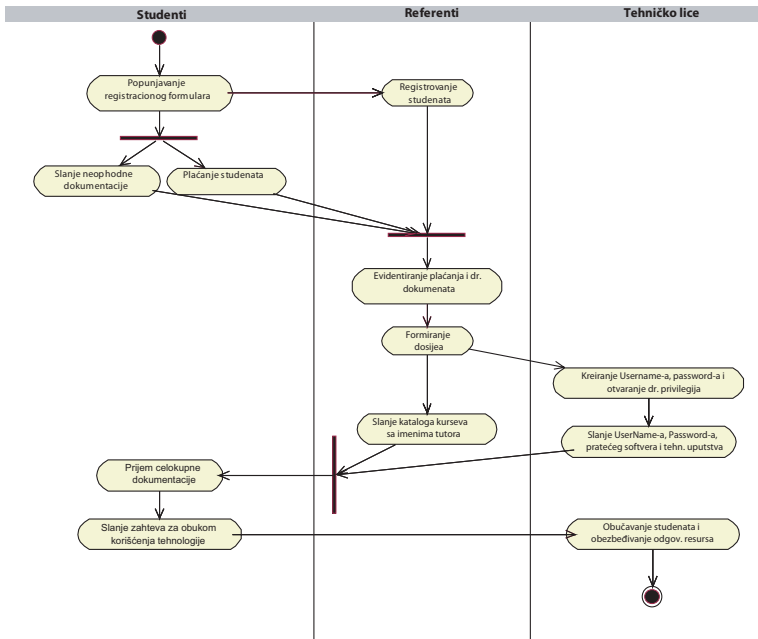 Studenti
Referenti
Tehničko lice
Popunjavanje
registracionog formulara
Registrovanje
studenata
Slanje neophodne
dokumentacije
Plaćanje studenata
Evidentiranje plaćanja i dr.
dokumenata
Formiranje
dosijea
Kreiranje Username-a, password-a i
otvaranje dr. privilegija
Slanje kataloga kurseva
sa imenima tutora
Slanje UserName-a, Password-a,
pratećeg softvera i tehn. uputstva
Prijem celokupne
dokumentacije
Slanje zahteva za obukom
korišćenja tehnologije
Obučavanje studenata i
obezbeđivanje odgov. resursa